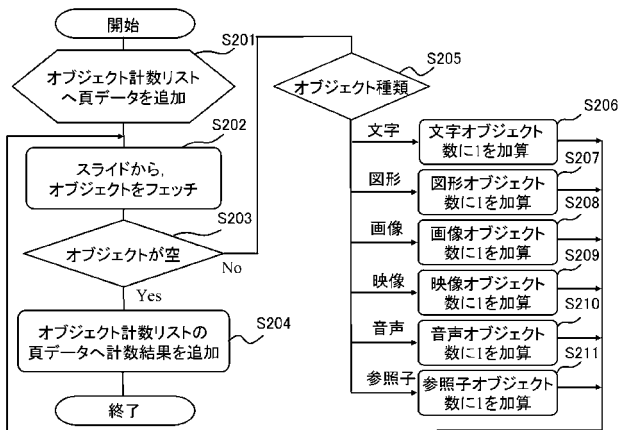 開始
S201
オブジェクト計数リスト
へ頁データを追加
S202
スライドから,
オブジェクトをフェッチ
S203
オブジェクトが空
No
Yes
S204
オブジェクト計数リストの
頁データへ計数結果を追加
終了
S205
オブジェクト種類
S206
文字
文字オブジェクト
数に1を加算
S207
図形
図形オブジェクト
数に1を加算
S208
画像
画像オブジェクト
数に1を加算
S209
映像
映像オブジェクト
数に1を加算
S210
音声
音声オブジェクト
数に1を加算
S211
参照子
参照子オブジェクト
数に1を加算